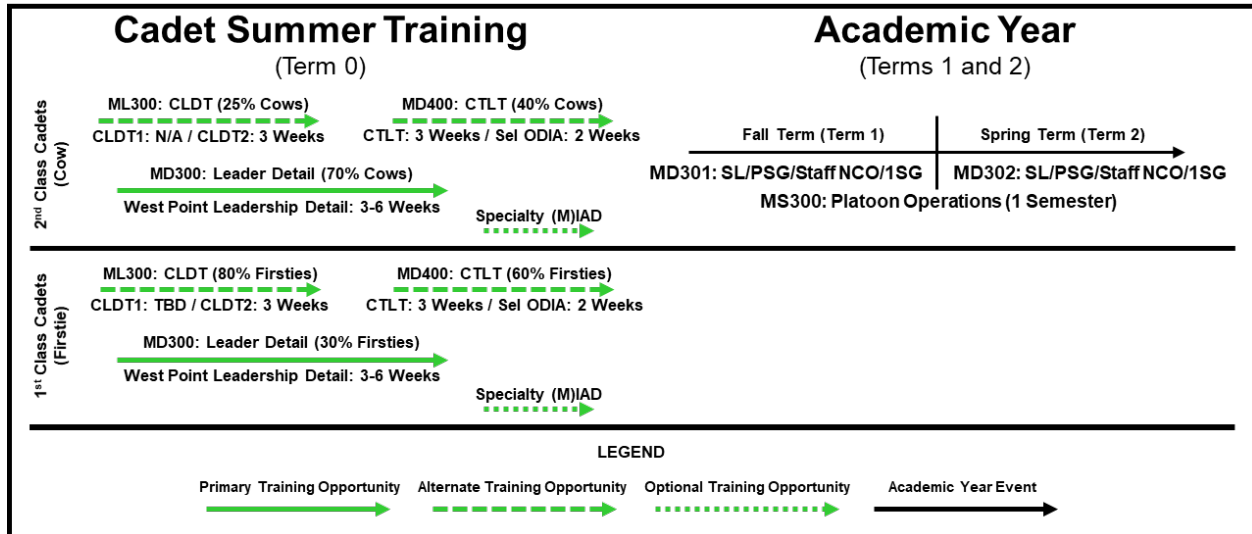 Cadet Summer Training
(Term 0)
Academic Year
(Terms 1 and 2)
2nd Class Cadets
(Cow)
ML300: CLDT (25% Cows)
CLDT1: N/A / CLDT2: 3 Weeks
MD400: CTLT (40% Cows)
CTLT: 3 Weeks / Sel ODIA: 2 Weeks
MD300: Leader Detail (70% Cows)
West Point Leadership Detail: 3-6 Weeks
Specialty (M)IAD
Fall Term (Term 1)
Spring Term (Term 2)
MD301: SL/PSG/Staff NCO/1SG
MD302: SL/PSG/Staff NCO/1SG
MS300: Platoon Operations (1 Semester)
1st Class Cadets
(Firstie)
ML300: CLDT (80% Firsties)
CLDT1: TBD / CLDT2: 3 Weeks
MD400: CTLT (60% Firsties)
CTLT: 3 Weeks / Sel ODIA: 2 Weeks
MD300: Leader Detail (30% Firsties)
West Point Leadership Detail: 3-6 Weeks
Specialty (M)IAD
LEGEND
Primary Training Opportunity
Alternate Training Opportunity
Optional Training Opportunity
Academic Year Event